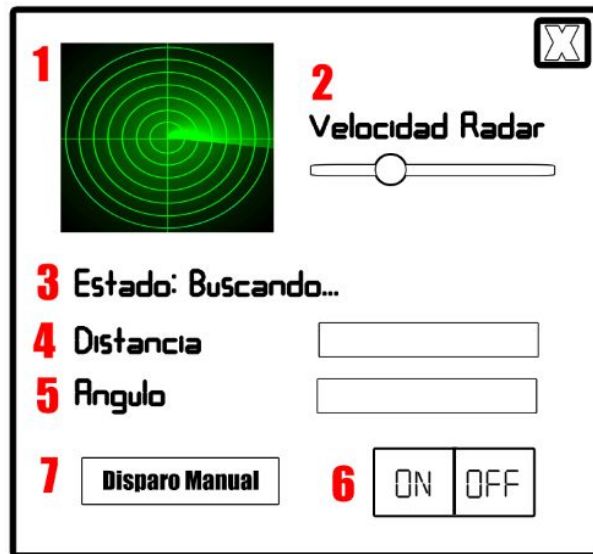 X
1
2
Velocidad Radar
3 Estado: Buscando...
4 Distancia
5 Angulo
7 Disparo Manual
6 ON OFF